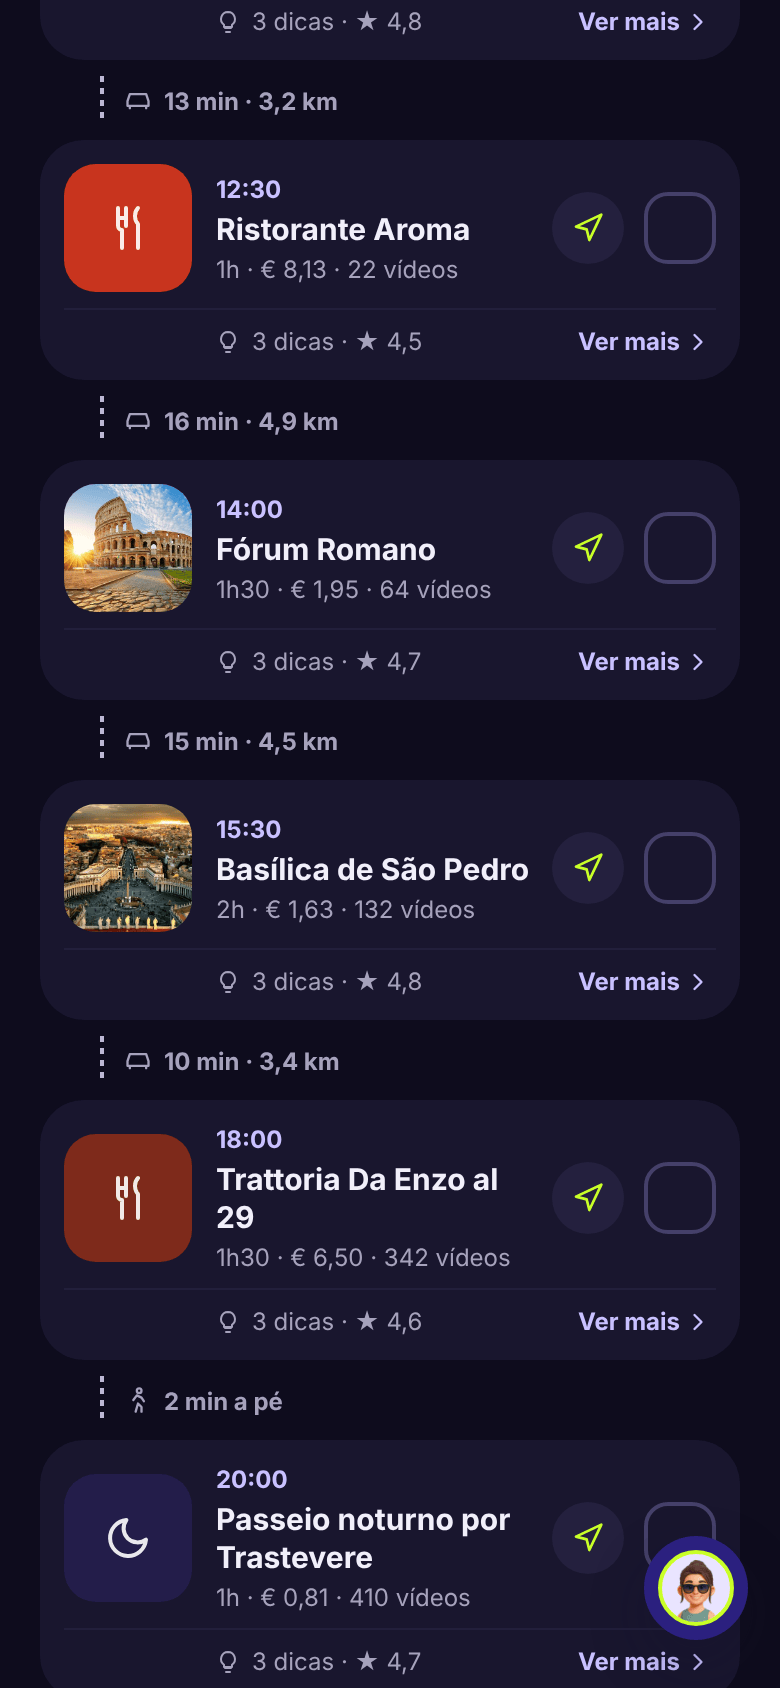 3 dicas · ★ 4,8
Ver mais
13 min · 3,2 km
12:30
Ristorante Aroma
1h · € 8,13 · 22 vídeos
3 dicas · ★ 4,5
Ver mais
16 min · 4,9 km
14:00
Fórum Romano
1h30 · € 1,95 · 64 vídeos
3 dicas · ★ 4,7
Ver mais
15 min · 4,5 km
15:30
Basílica de São Pedro
2h · € 1,63 · 132 vídeos
3 dicas · ★ 4,8
Ver mais
10 min · 3,4 km
18:00
Trattoria Da Enzo al
29
1h30 · € 6,50 · 342 vídeos
3 dicas · ★ 4,6
Ver mais
2 min a pé
20:00
Passeio noturno por
Trastevere
1h · € 0,81 · 410 vídeos
3 dicas · ★ 4,7
Ver mais